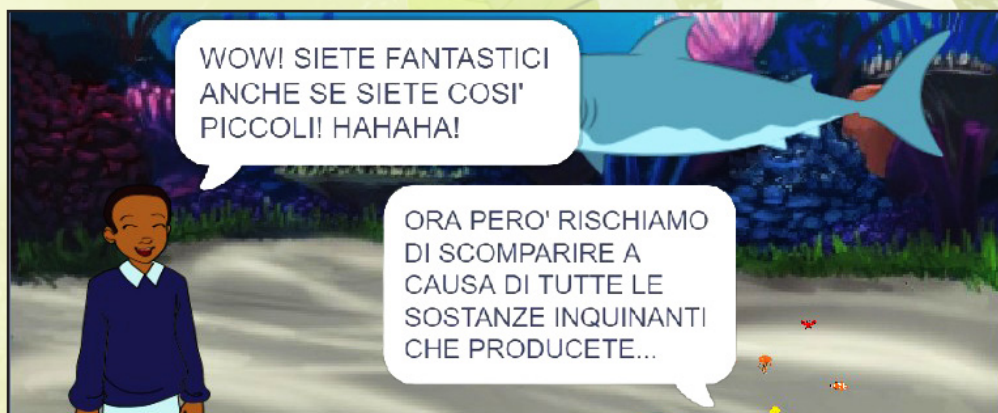 WOW! SIETE FANTASTICI
ANCHE SE SIETE COSI'
PICCOLI! HAHAHA!
ORA PERO' RISCHIAMO
DI SCOMPARIRE A
CAUSA DI TUTTE LE
SOSTANZE INQUINANTI
CHE PRODUCETE...